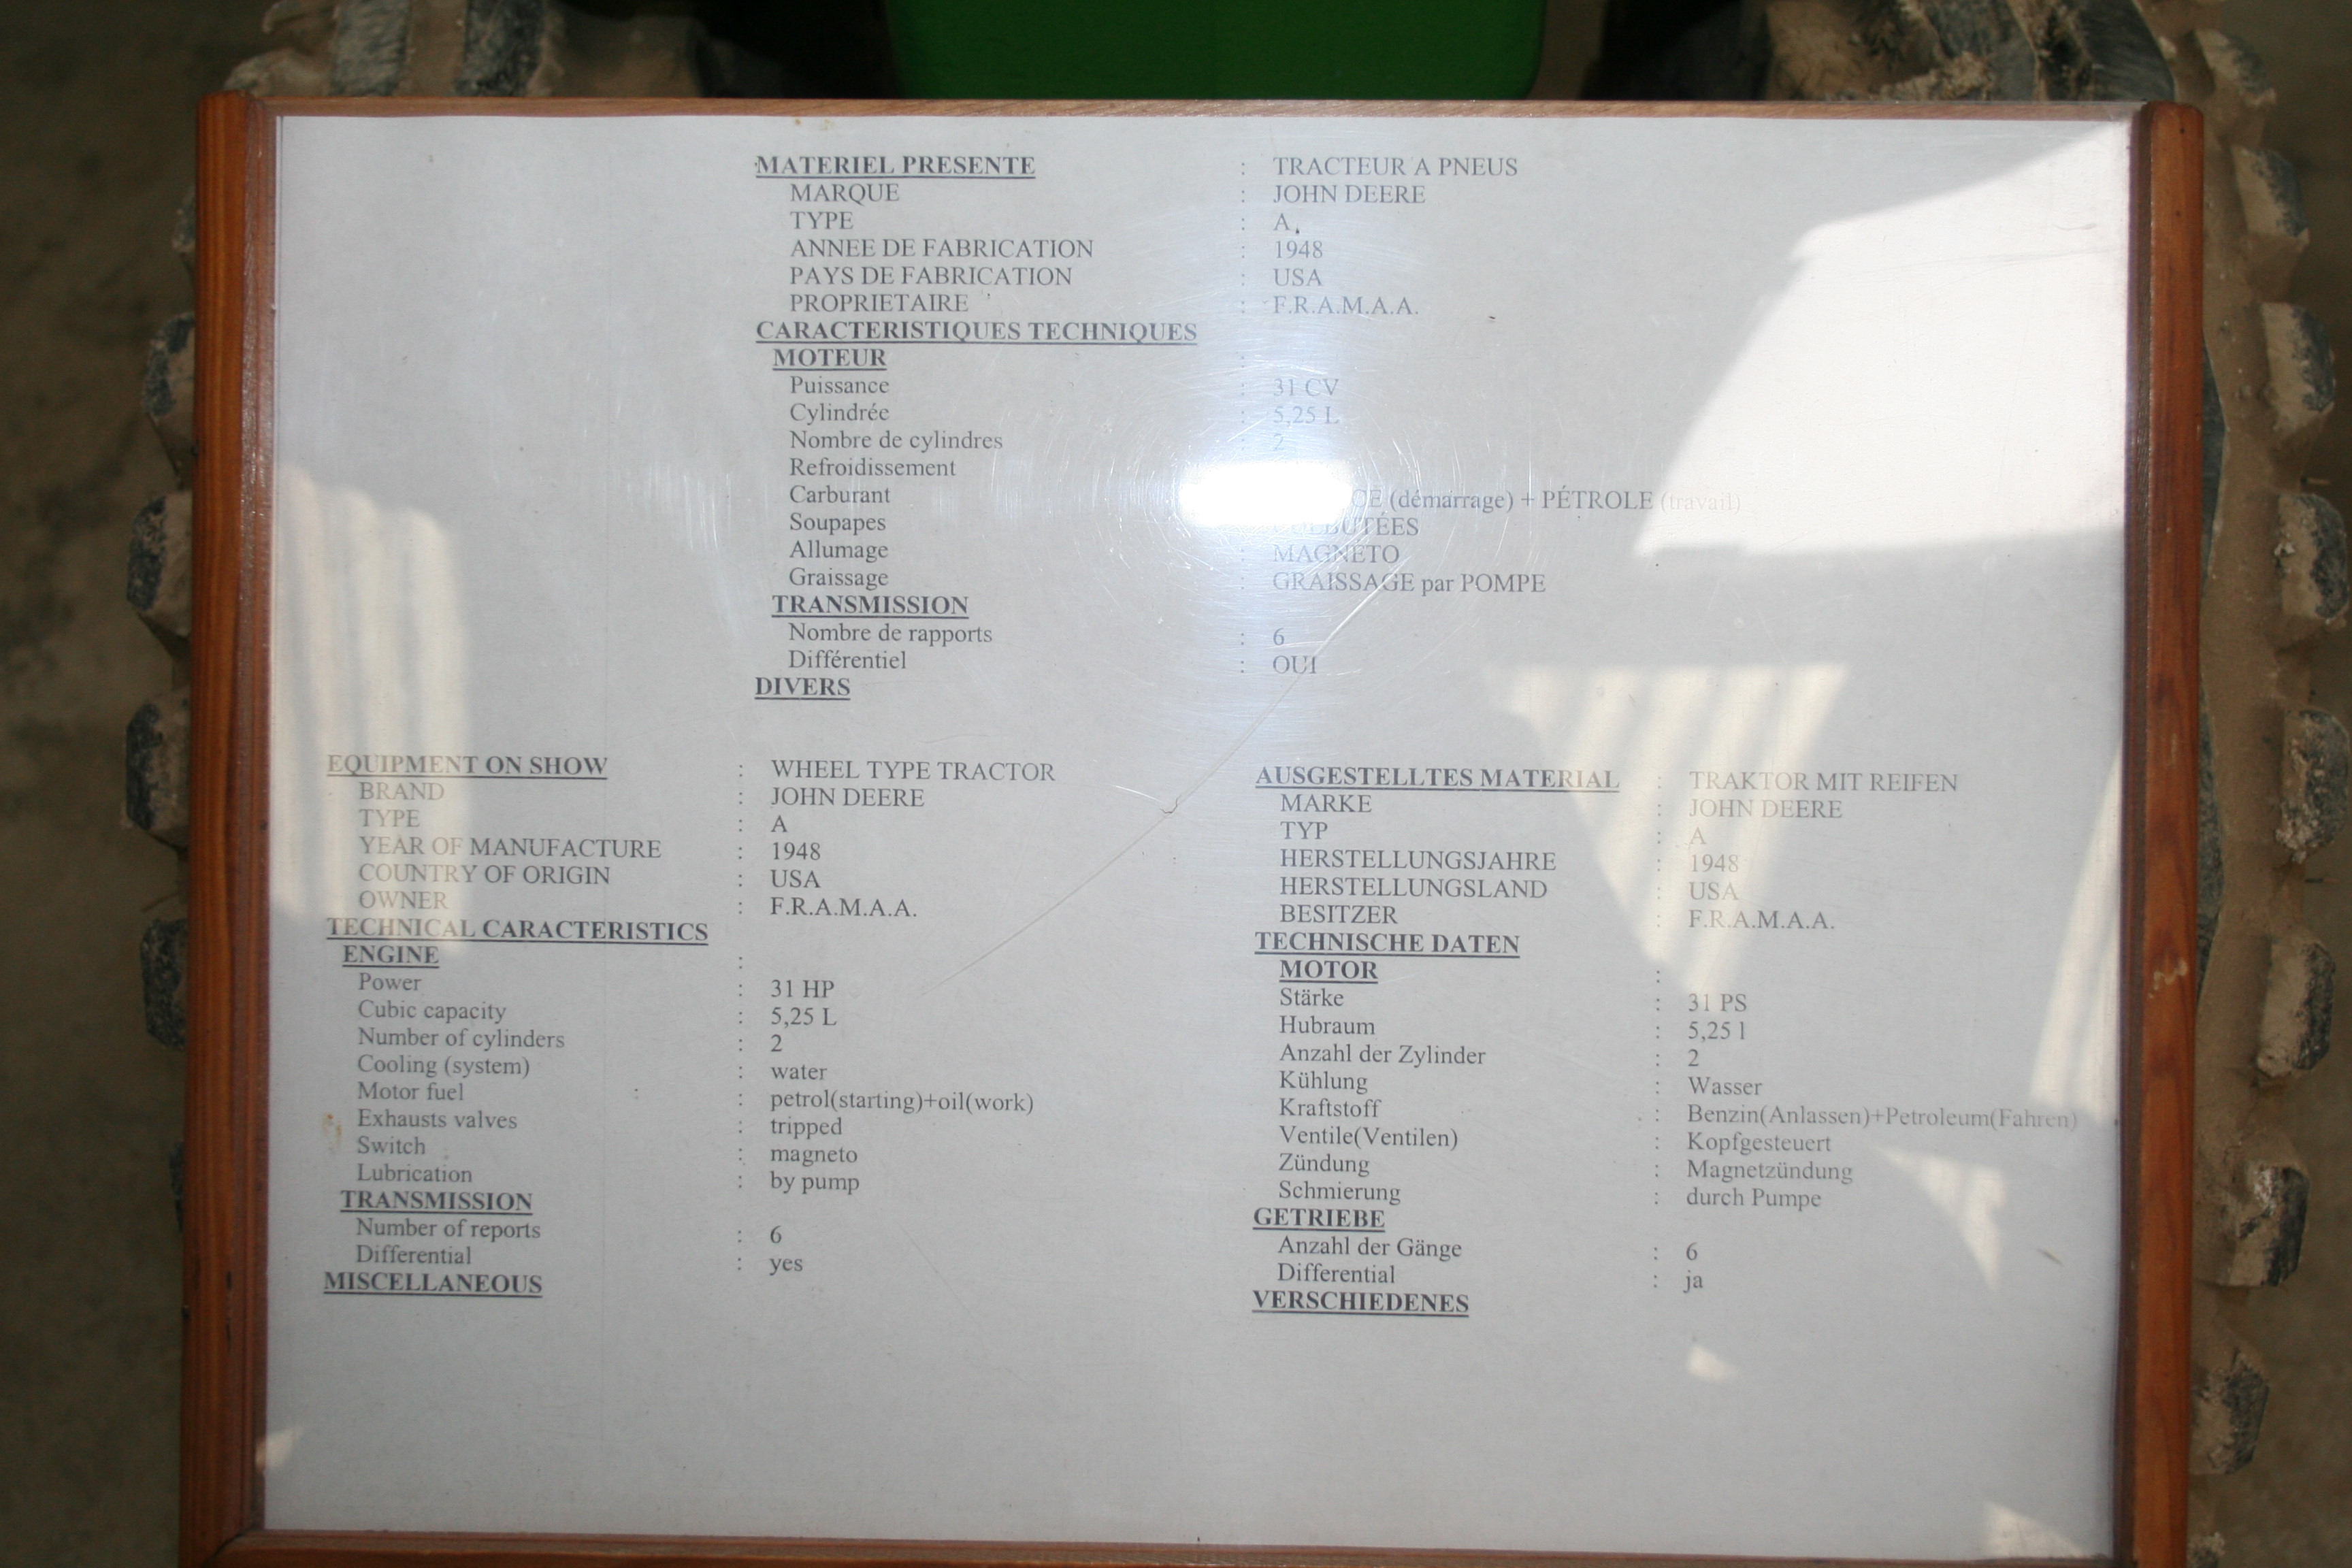 MATERIEL PRESENTE : TRACTEUR A PNEUS
MARQUE : JOHN DEERE
TYPE : A
ANNEE DE FABRICATION : 1948
PAYS DE FABRICATION : USA
PROPRIETAIRE : F.R.A.M.A.A.
CARACTERISTIQUES TECHNIQUES
MOTEUR :
Puissance : 31 CV
Cylindrée : 5,25 L
Nombre de cylindres : 2
Refroidissement
Carburant (démarrage) + PÉTROLE (travail)
Soupapes
Allumage : MAGNÉTO
Graissage : GRAISSAGE par POMPE
TRANSMISSION
Nombre de rapports : 6
Différentiel : OUI
DIVERS
EQUIPMENT ON SHOW : WHEEL TYPE TRACTOR
BRAND : JOHN DEERE
TYPE : A
YEAR OF MANUFACTURE : 1948
COUNTRY OF ORIGIN : USA
OWNER : F.R.A.M.A.A.
TECHNICAL CARACTERISTICS
ENGINE :
Power : 31 HP
Cubic capacity : 5,25 L
Number of cylinders : 2
Cooling (system) : water
Motor fuel : : petrol(starting)+oil(work)
Exhausts valves : tripped
Switch : magneto
Lubrication : by pump
TRANSMISSION
Number of reports : 6
Differential : yes
MISCELLANEOUS
AUSGESTELLTES MATERIAL : TRAKTOR MIT REIFEN
MARKE : JOHN DEERE
TYP : A
HERSTELLUNGSJAHRE : 1948
HERSTELLUNGSLAND : USA
BESITZER : F.R.A.M.A.A.
TECHNISCHE DATEN
MOTOR :
Stärke : 31 PS
Hubraum : 5,25 l
Anzahl der Zylinder : 2
Kühlung : Wasser
Kraftstoff : Benzin(Anlassen)+Petroleum(Fahren)
Ventile(Ventilen) : Kopfgesteuert
Zündung : Magnetzündung
Schmierung : durch Pumpe
GETRIEBE
Anzahl der Gänge : 6
Differential : ja
VERSCHIEDENES